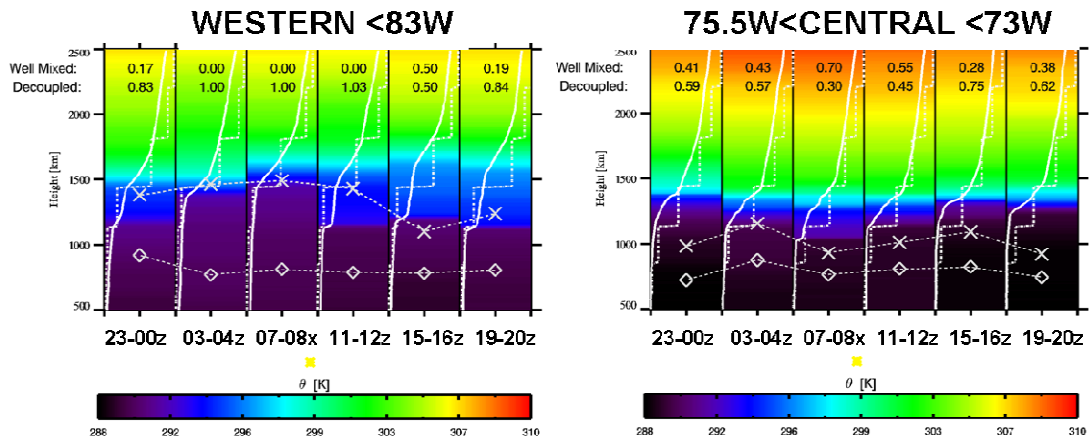 WESTERN <83W
2500
Well Mixed: 0.17 0.00 0.00 0.00 0.50 0.19
Decoupled: 0.83 1.00 1.00 1.03 0.50 0.84
2000
Height [km]
1500
1000
500
23-00z 03-04z 07-08x 11-12z 15-16z 19-20z
θ [K]
288 292 296 299 303 307 310
75.5W<CENTRAL <73W
2500
Well Mixed: 0.41 0.43 0.70 0.55 0.28 0.38
Decoupled: 0.59 0.57 0.30 0.45 0.75 0.62
2000
Height [km]
1500
1000
500
23-00z 03-04z 07-08x 11-12z 15-16z 19-20z
θ [K]
288 292 296 299 303 307 310